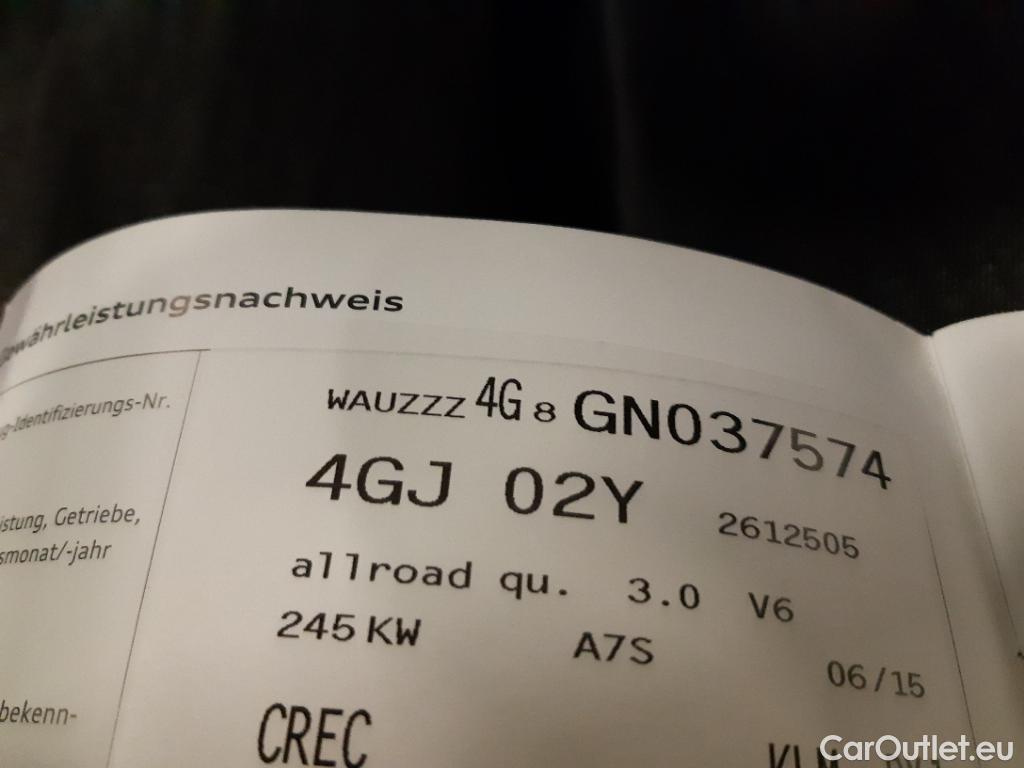 Gewährleistungsnachweis
WAUZZZ 4G 8 GN037574
4GJ 02Y 2612505
allroad qu. 3.0 V6
245 KW A7S
06/15
CREC
g-Identifizierungs-Nr.
istung, Getriebe,
smonat/-jahr
bekenn-
CarOutlet.eu